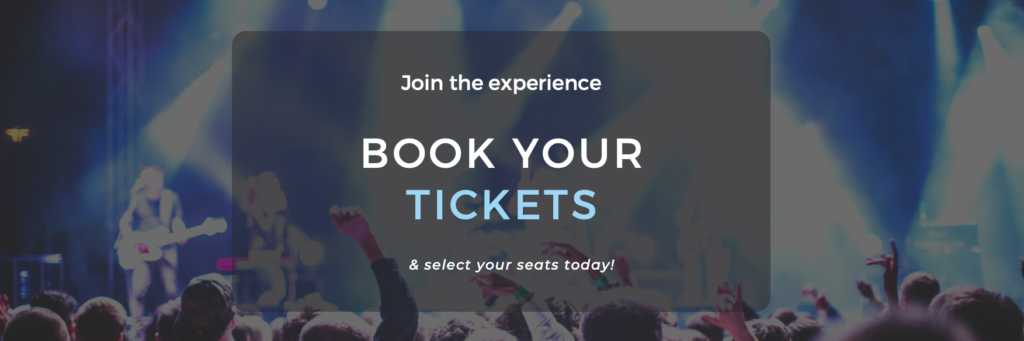 Join the experience
BOOK YOUR
TICKETS
& select your seats today!